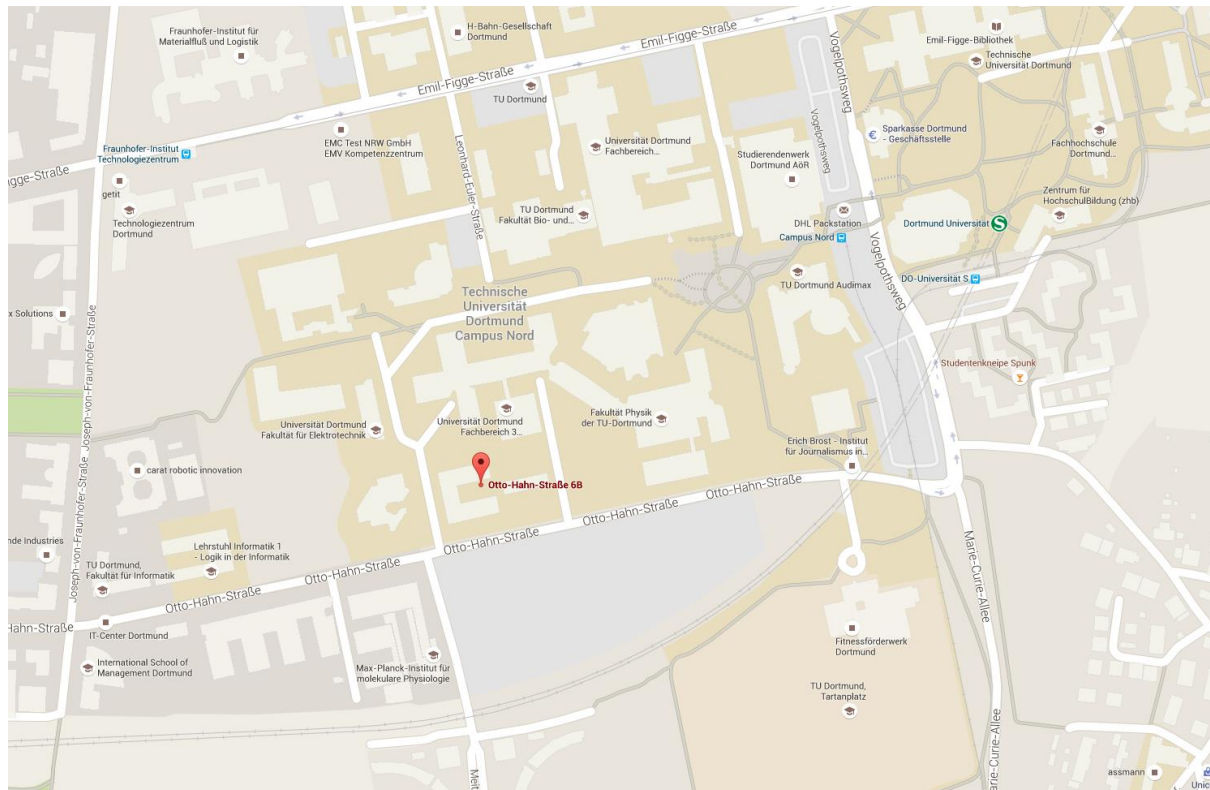 Fraunhofer-Institut für
Materialfluß und Logistik
H-Bahn-Gesellschaft
Dortmund
Emil-Figge-Straße
Vogelpothsweg
Emil-Figge-Bibliothek
Technische
Universität Dortmund
Emil-Figge-Straße
TU Dortmund
Vogelpothsweg
EMC Test NRW GmbH
EMV Kompetenzzentrum
Leonhard-Euler-Straße
Universität Dortmund
Fachbereich...
Studierendenwerk
Dortmund AöR
€
Sparkasse Dortmund
- Geschäftsstelle
Fachhochschule
Dortmund...
Fraunhofer-Institut
Technologiezentrum
igge-Straße
getit
Technologiezentrum
Dortmund
TU Dortmund
Fakultät Bio- und...
Zentrum für
HochschulBildung (zhb)
DHL Packstation
Campus Nord
Dortmund Universität
S
Vogelpothsweg
TU Dortmund Audimax
DO-Universität S
Technische
Universität
Dortmund
Campus Nord
x Solutions
Joseph-von-Fraunhofer-Straße
Joseph-von-Fraunhofer-Straße
Studentenkneipe Spunk
Universität Dortmund
Fakultät für Elektrotechnik
Universität Dortmund
Fachbereich 3...
Fakultät Physik
der TU-Dortmund
Erich Brost - Institut
für Journalismus in...
carat robotic innovation
Otto-Hahn-Straße 6B
Otto-Hahn-Straße
Otto-Hahn-Straße
Otto-Hahn-Straße
Otto-Hahn-Straße
Otto-Hahn-Straße
Hahn-Straße
nde Industries
Lehrstuhl Informatik 1
- Logik in der Informatik
TU Dortmund,
Fakultät für Informatik
IT-Center Dortmund
International School of
Management Dortmund
Max-Planck-Institut für
molekulare Physiologie
Marie-Curie-Allee
Fitnessförderwerk
Dortmund
TU Dortmund,
Tartanplatz
arie-Curie-Allee
Meit
assmann
Unic